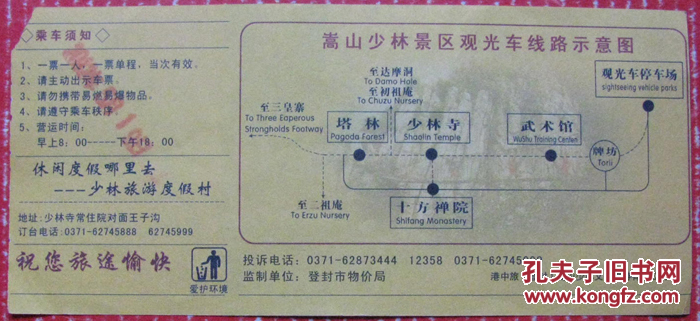 ◇乘车须知◇
1、一票一人，一票单程，当次有效。
2、请主动出示车票。
3、请勿携带易燃易爆物品。
4、请遵守乘车秩序
5、营运时间：
早上8：00——下午18：00
休闲度假哪里去
----少林旅游度假村
地址:少林寺常住院对面王子沟
订台电话:0371-62745888 62745999
祝您旅途愉快
爱护环境
嵩山少林景区观光车线路示意图
至达摩洞
To Damo Hole
至初祖庵
To Chuzu Nursery
观光车停车场
sightseeing vehicle parks
至三皇寨
To Three Eaperous
Strongholds Footway
塔林
Pagoda Forest
少林寺
Shaolin Temple
武术馆
WuShu Training Centen
牌坊
Torii
至二祖庵
To Erzu Nursery
十方禅院
Shifang Monastery
投诉电话：0371-62873444 12358 0371-62745
监制单位：登封市物价局
港中旅
孔夫子旧书网
www.kongfz.com